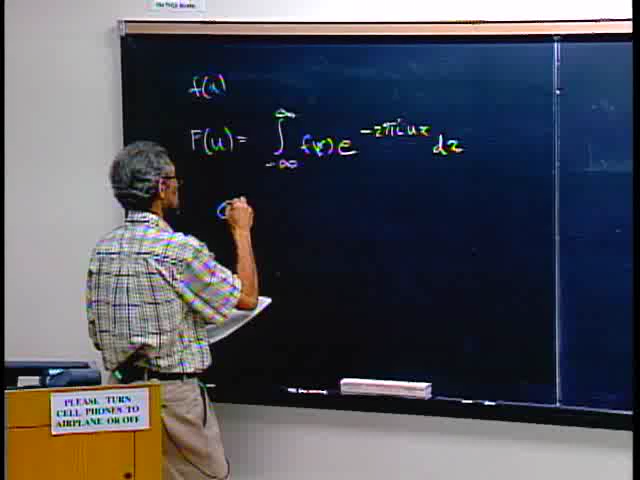 f(x)
F(u) = ∫_{-∞}^{∞} f(x) e^{-2πiux} dx
PLEASE TURN
CELL PHONES TO
AIRPLANE OR OFF